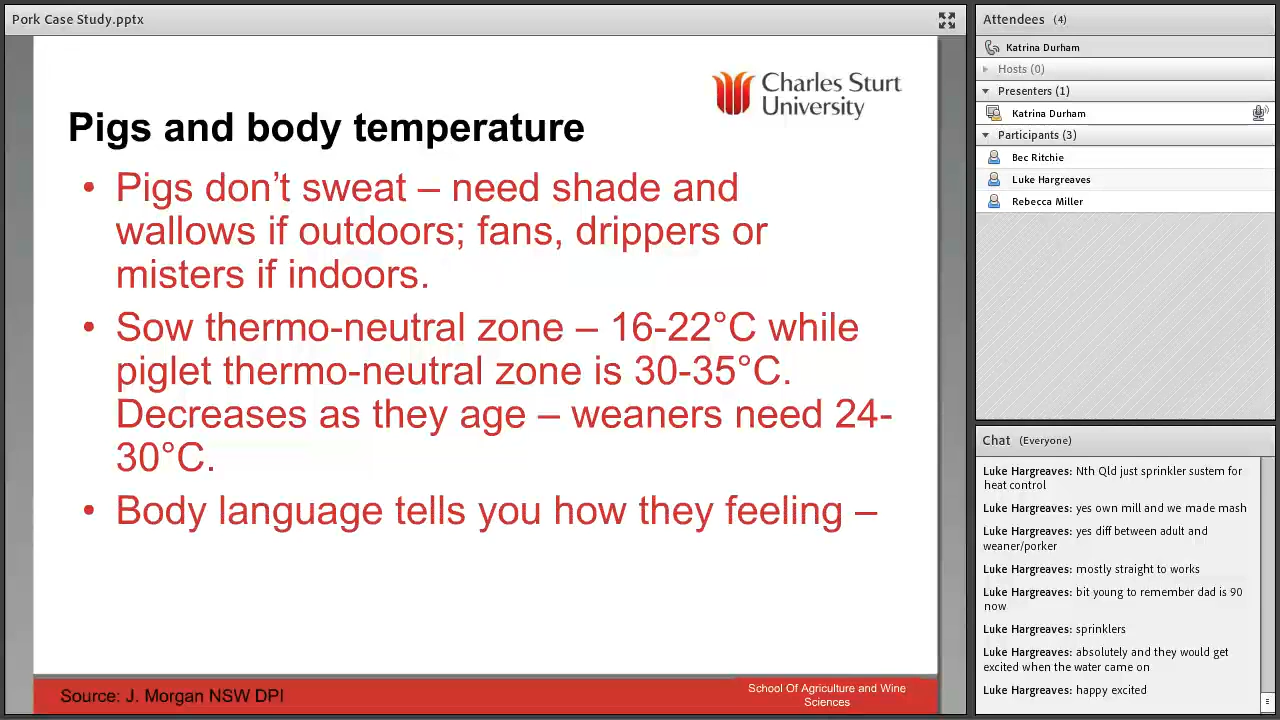 Pork Case Study.pptx
Charles Sturt
University
Pigs and body temperature
• Pigs don’t sweat – need shade and
wallows if outdoors; fans, drippers or
misters if indoors.
• Sow thermo-neutral zone – 16-22°C while
piglet thermo-neutral zone is 30-35°C.
Decreases as they age – weaners need 24-
30°C.
• Body language tells you how they feeling –
Source: J. Morgan NSW DPI
School Of Agriculture and Wine
Sciences
Attendees (4)
Katrina Durham
Hosts (0)
Presenters (1)
Katrina Durham
Participants (3)
Bec Ritchie
Luke Hargreaves
Rebecca Miller
Chat (Everyone)
Luke Hargreaves: Nth Qld just sprinkler sustem for
heat control
Luke Hargreaves: yes own mill and we made mash
Luke Hargreaves: yes diff between adult and
weaner/porker
Luke Hargreaves: mostly straight to works
Luke Hargreaves: bit young to remember dad is 90
now
Luke Hargreaves: sprinklers
Luke Hargreaves: absolutely and they would get
excited when the water came on
Luke Hargreaves: happy excited